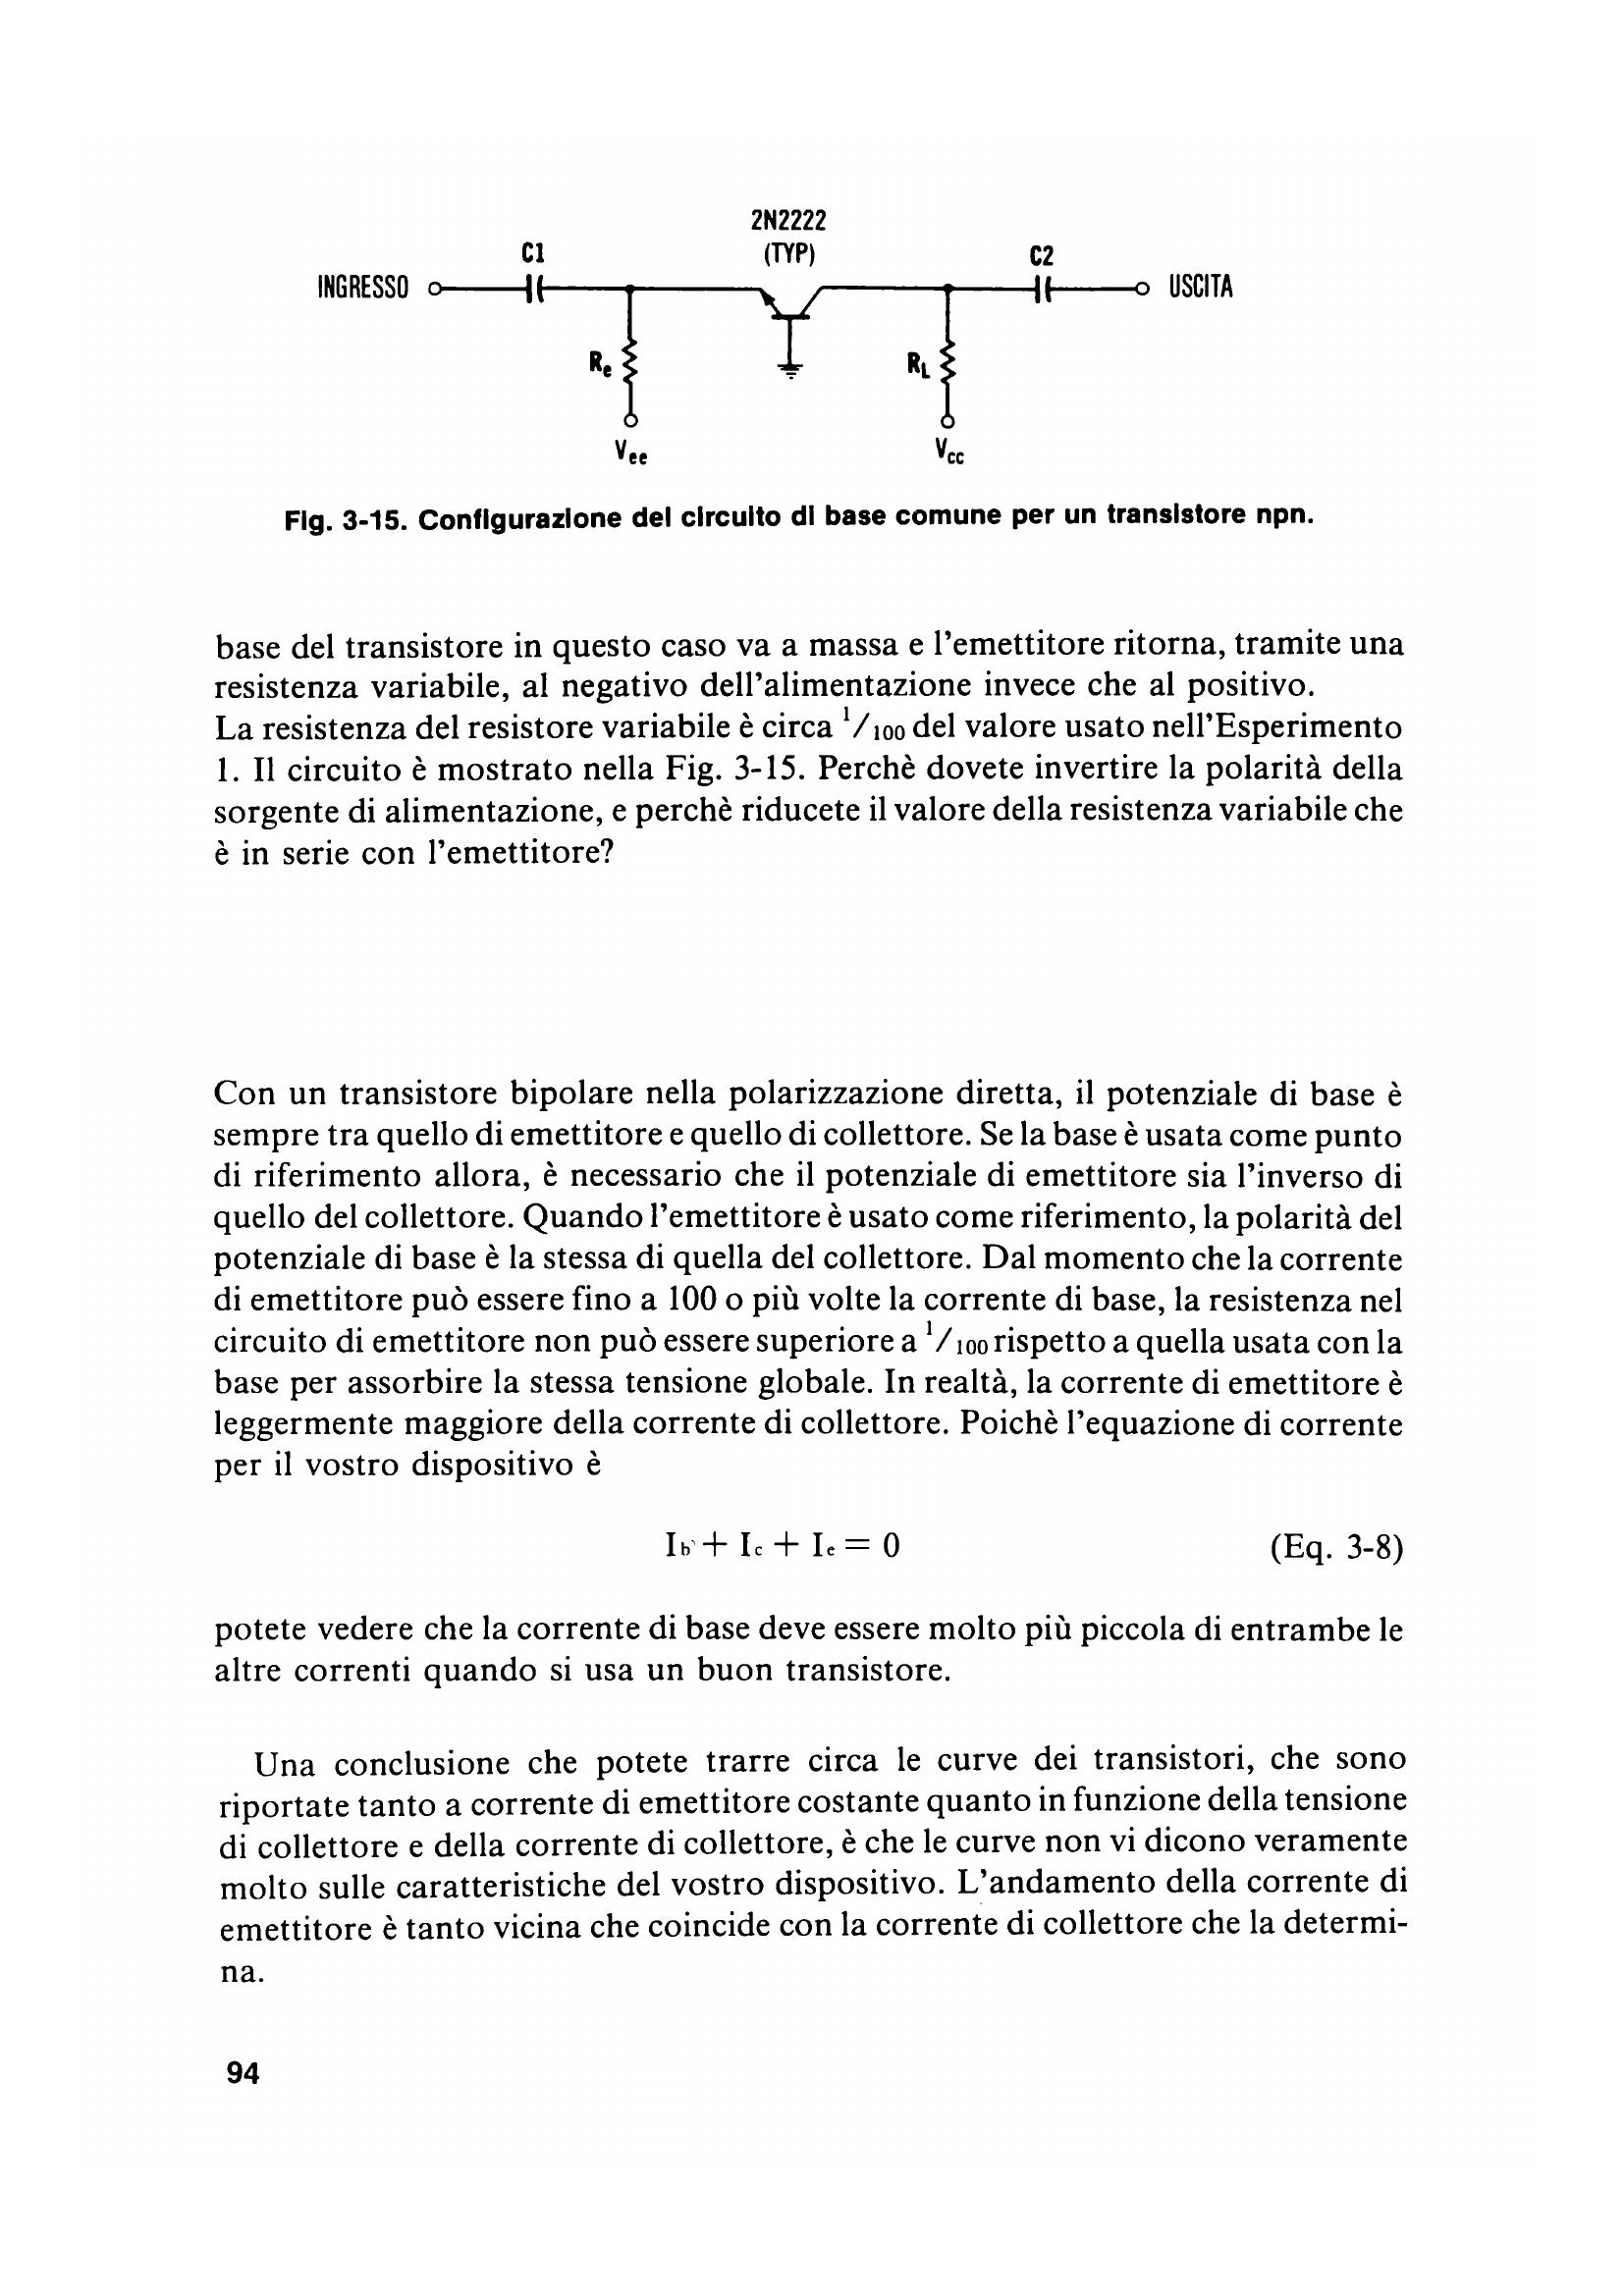 2N2222
(TYP)
C1
C2
INGRESSO
USCITA
Re
RL
Vee
Vcc
Fig. 3-15. Configurazione del circuito di base comune per un transistore npn.
base del transistore in questo caso va a massa e l'emettitore ritorna, tramite una
resistenza variabile, al negativo dell'alimentazione invece che al positivo.
La resistenza del resistore variabile è circa 1/100 del valore usato nell'Esperimento
1. Il circuito è mostrato nella Fig. 3-15. Perchè dovete invertire la polarità della
sorgente di alimentazione, e perchè riducete il valore della resistenza variabile che
è in serie con l'emettitore?
Con un transistore bipolare nella polarizzazione diretta, il potenziale di base è
sempre tra quello di emettitore e quello di collettore. Se la base è usata come punto
di riferimento allora, è necessario che il potenziale di emettitore sia l'inverso di
quello del collettore. Quando l'emettitore è usato come riferimento, la polarità del
potenziale di base è la stessa di quella del collettore. Dal momento che la corrente
di emettitore può essere fino a 100 o più volte la corrente di base, la resistenza nel
circuito di emettitore non può essere superiore a 1/100 rispetto a quella usata con la
base per assorbire la stessa tensione globale. In realtà, la corrente di emettitore è
leggermente maggiore della corrente di collettore. Poichè l'equazione di corrente
per il vostro dispositivo è
Ib + Ic + Ie = 0 (Eq. 3-8)
potete vedere che la corrente di base deve essere molto più piccola di entrambe le
altre correnti quando si usa un buon transistore.
Una conclusione che potete trarre circa le curve dei transistori, che sono
riportate tanto a corrente di emettitore costante quanto in funzione della tensione
di collettore e della corrente di collettore, è che le curve non vi dicono veramente
molto sulle caratteristiche del vostro dispositivo. L'andamento della corrente di
emettitore è tanto vicina che coincide con la corrente di collettore che la determi-
na.
94